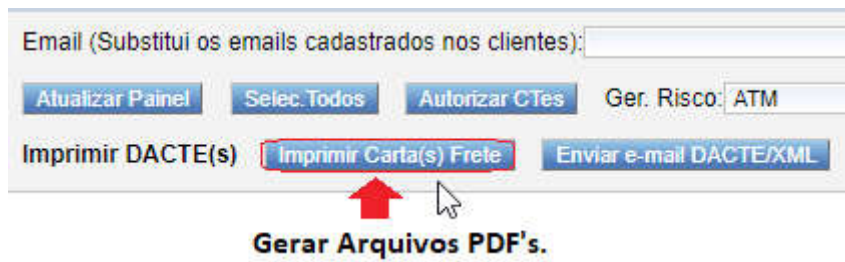 Email (Substitui os emails cadastrados nos clientes):
Atualizar Painel Selec.Todos Autorizar CTes Ger. Risco: ATM
Imprimir DACTE(s) Imprimir Carta(s) Frete Enviar e-mail DACTE/XML
Gerar Arquivos PDF's.